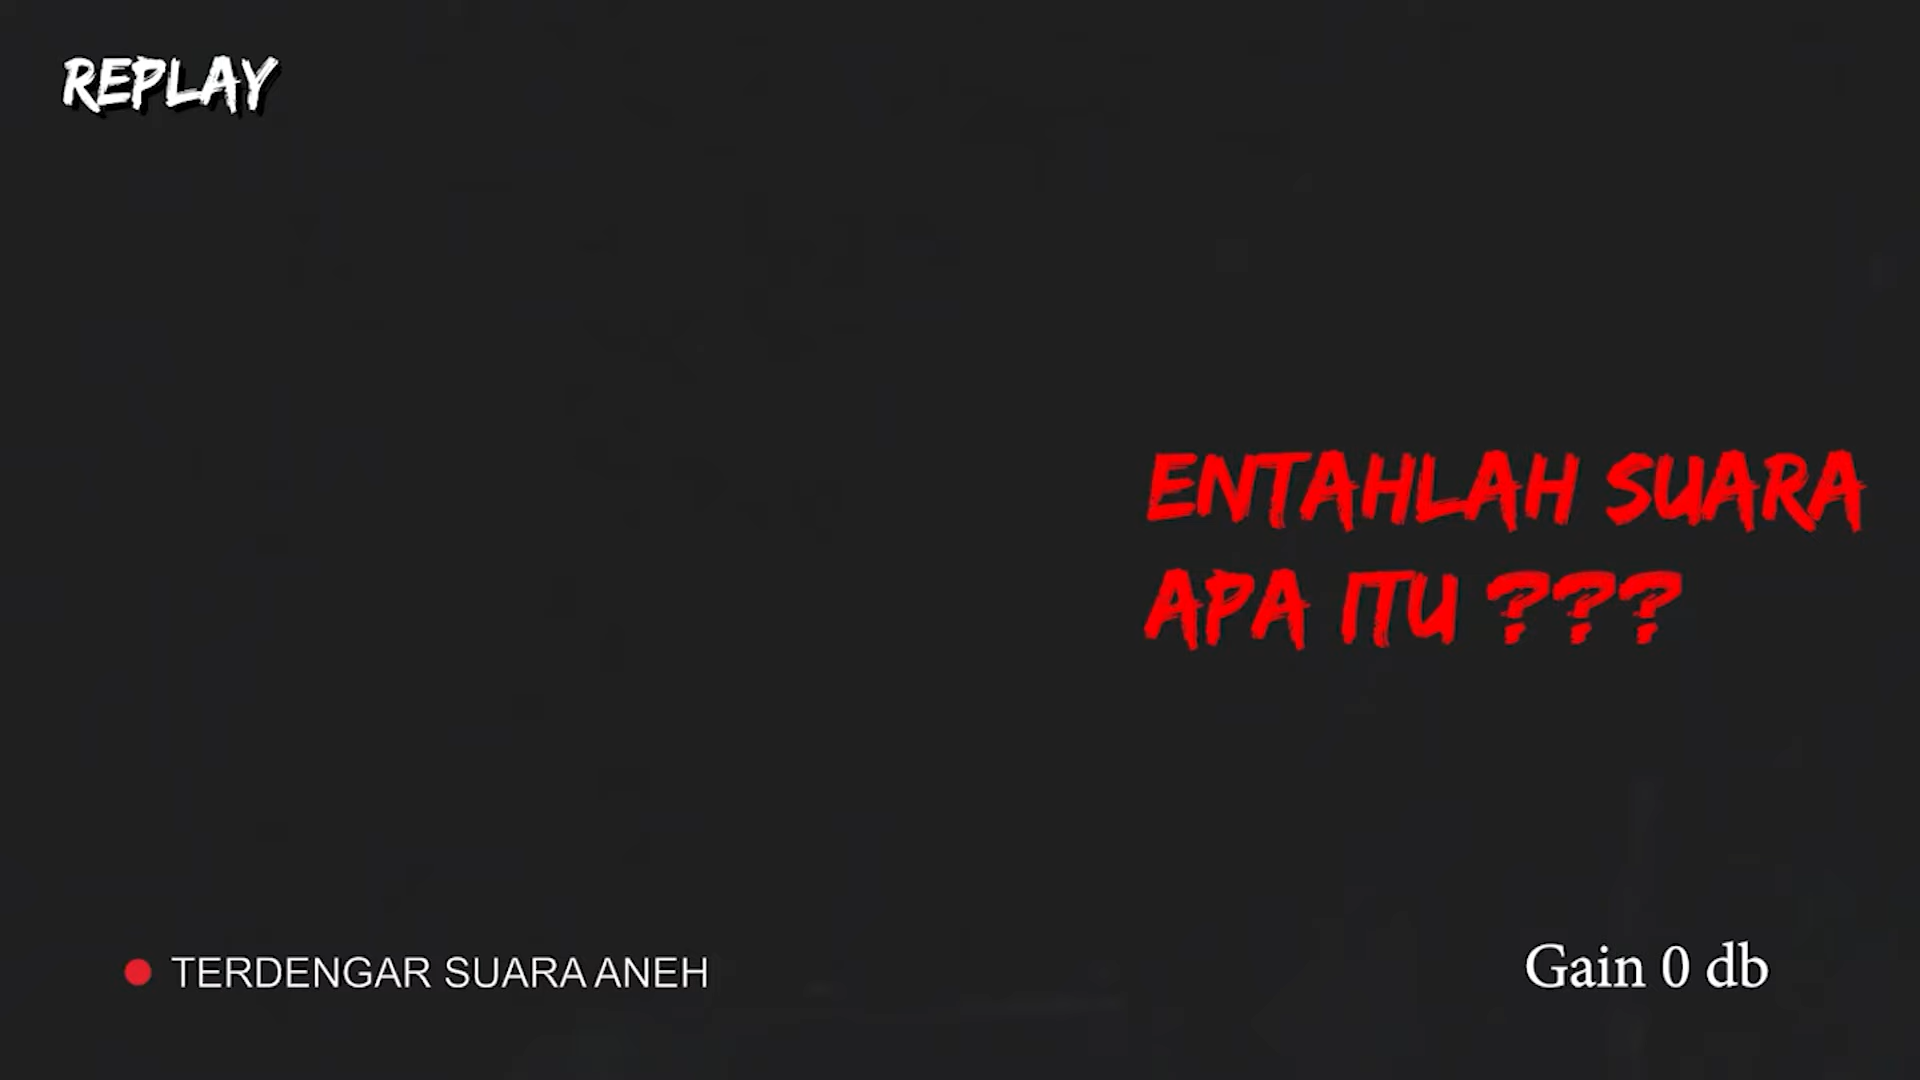 REPLAY
ENTAHLAH SUARA
APA ITU ???
TERDENGAR SUARA ANEH
Gain 0 db